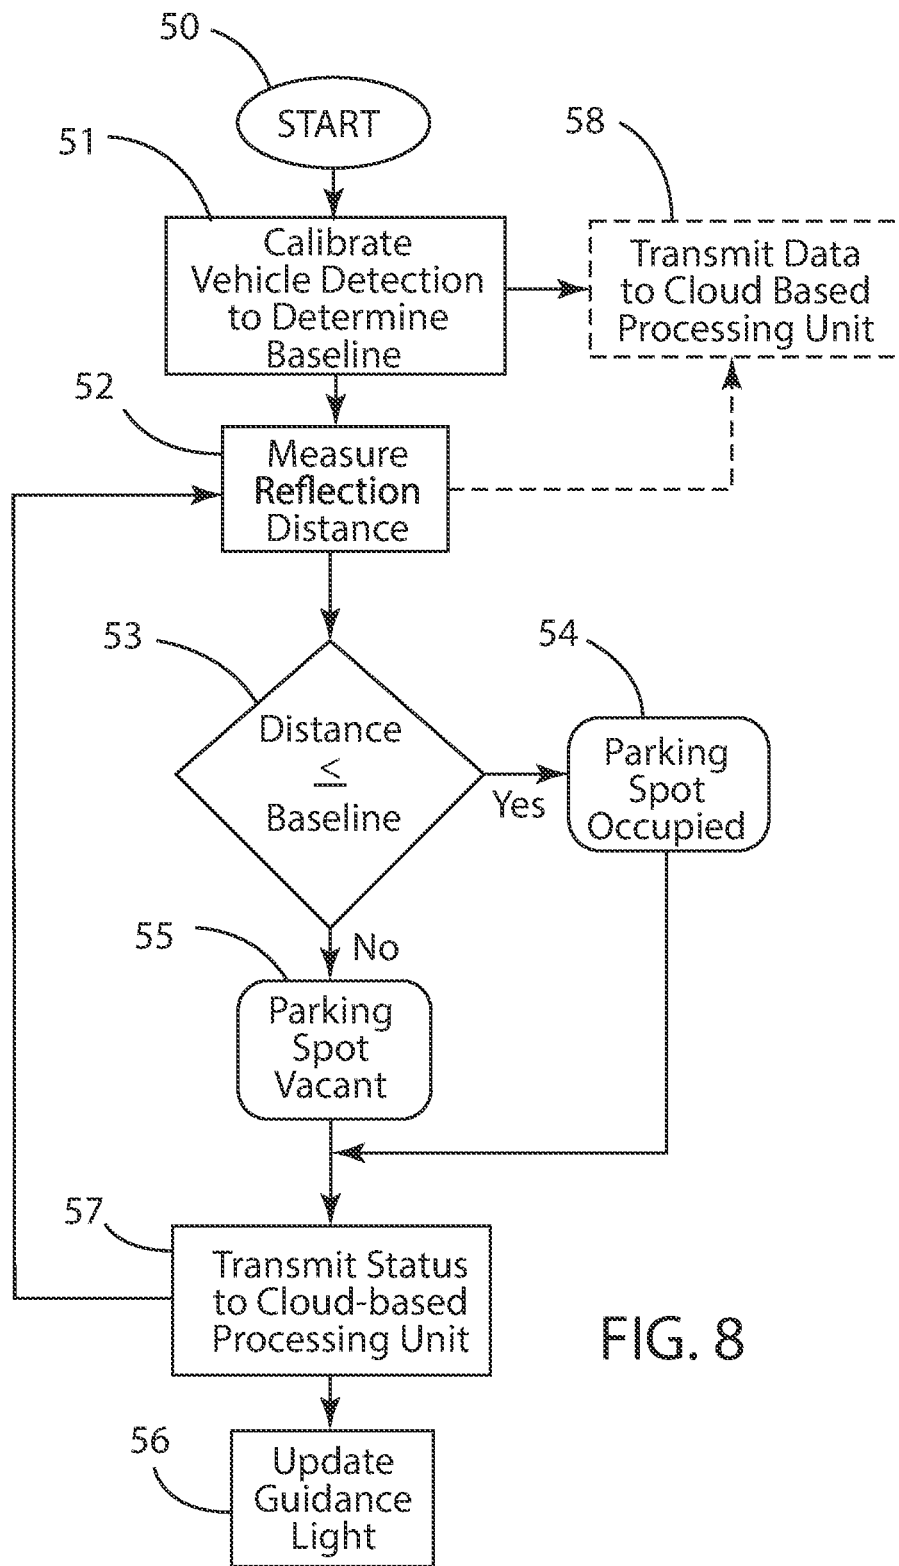 50
START
51
58
Calibrate
Vehicle Detection
to Determine
Baseline
Transmit Data
to Cloud Based
Processing Unit
52
Measure
Reflection
Distance
53
54
Distance
≤
Baseline
Yes
Parking
Spot
Occupied
55
No
Parking
Spot
Vacant
57
Transmit Status
to Cloud-based
Processing Unit
FIG. 8
56
Update
Guidance
Light